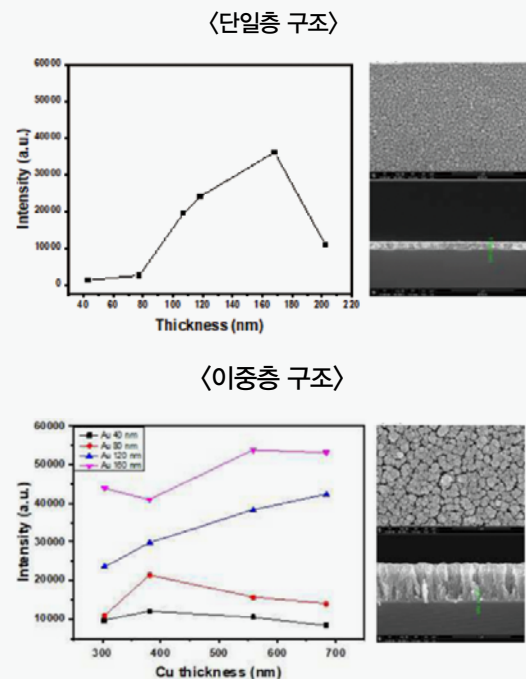 〈단일층 구조〉
60000
50000
40000
30000
20000
10000
0
Intensity (a.u.)
40 60 80 100 120 140 160 180 200 220
Thickness (nm)
〈이중층 구조〉
60000
50000
40000
30000
20000
10000
Intensity (a.u.)
Au 40 nm
Au 80 nm
Au 120 nm
Au 160 nm
300 400 500 600 700
Cu thickness (nm)